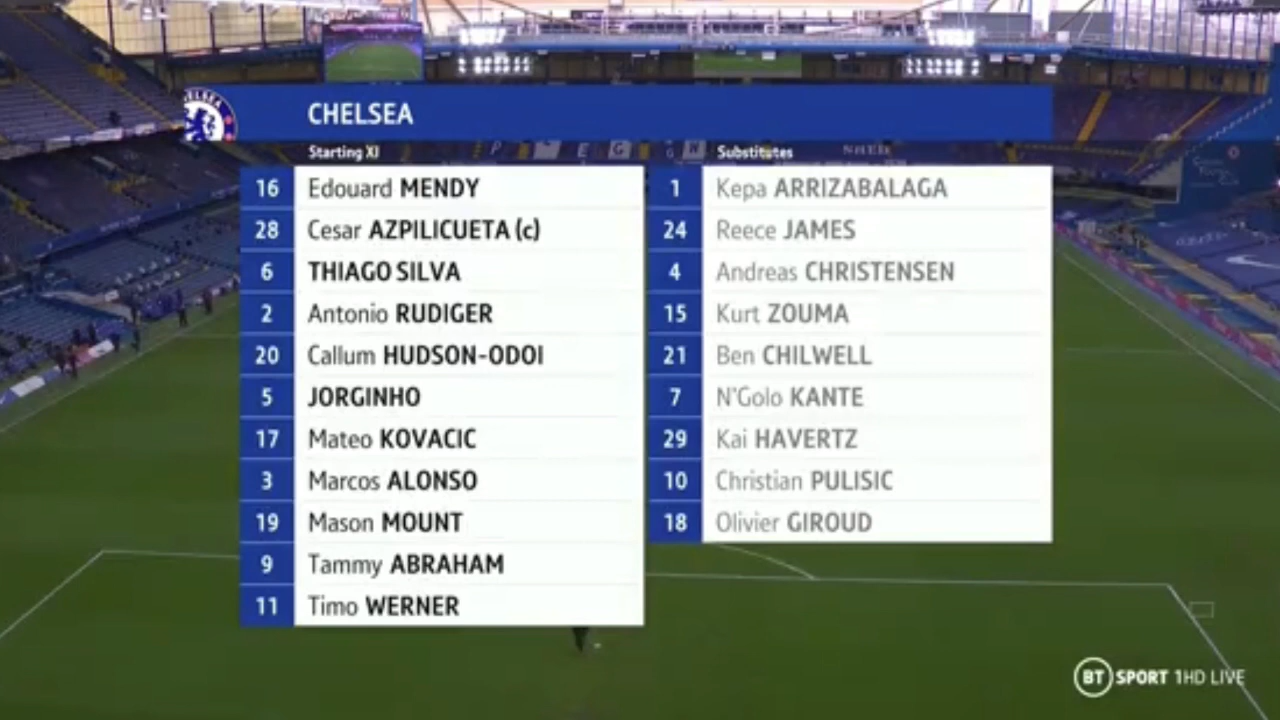 CHELSEA
Starting XI
16 Edouard MENDY
28 Cesar AZPILICUETA (c)
6 THIAGO SILVA
2 Antonio RUDIGER
20 Callum HUDSON-ODOI
5 JORGINHO
17 Mateo KOVACIC
3 Marcos ALONSO
19 Mason MOUNT
9 Tammy ABRAHAM
11 Timo WERNER
Substitutes
1 Kepa ARRIZABALAGA
24 Reece JAMES
4 Andreas CHRISTENSEN
15 Kurt ZOUMA
21 Ben CHILWELL
7 N'Golo KANTE
29 Kai HAVERTZ
10 Christian PULISIC
18 Olivier GIROUD
BT SPORT 1HD LIVE